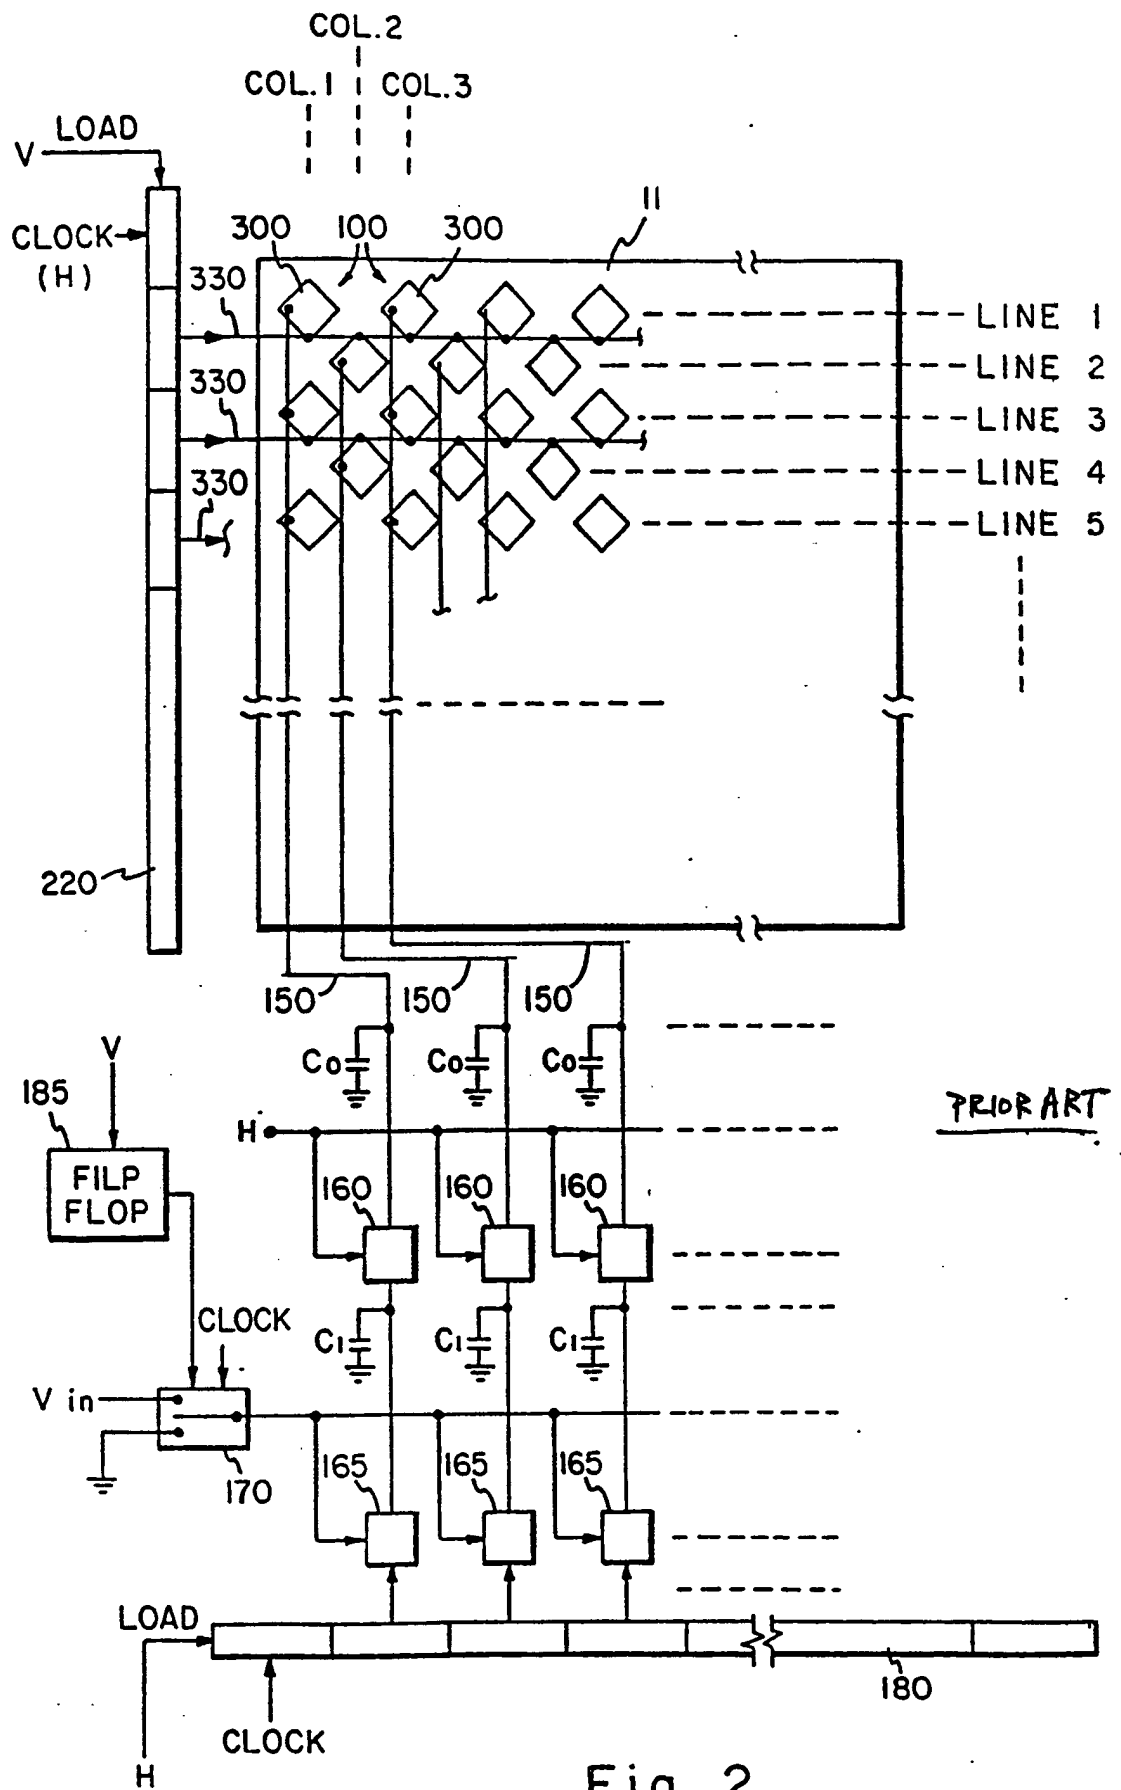 COL.2
COL.1 COL.3
LOAD
V
CLOCK
(H)
300 100 300 11
330
LINE 1
LINE 2
330
LINE 3
LINE 4
330
LINE 5
220
150 150 150
Co Co Co
V
185
H
PRIOR ART
FILP
FLOP
160 160 160
CLOCK
C1 C1 C1
V in
170
165 165 165
LOAD
180
CLOCK
H
Fig. 2